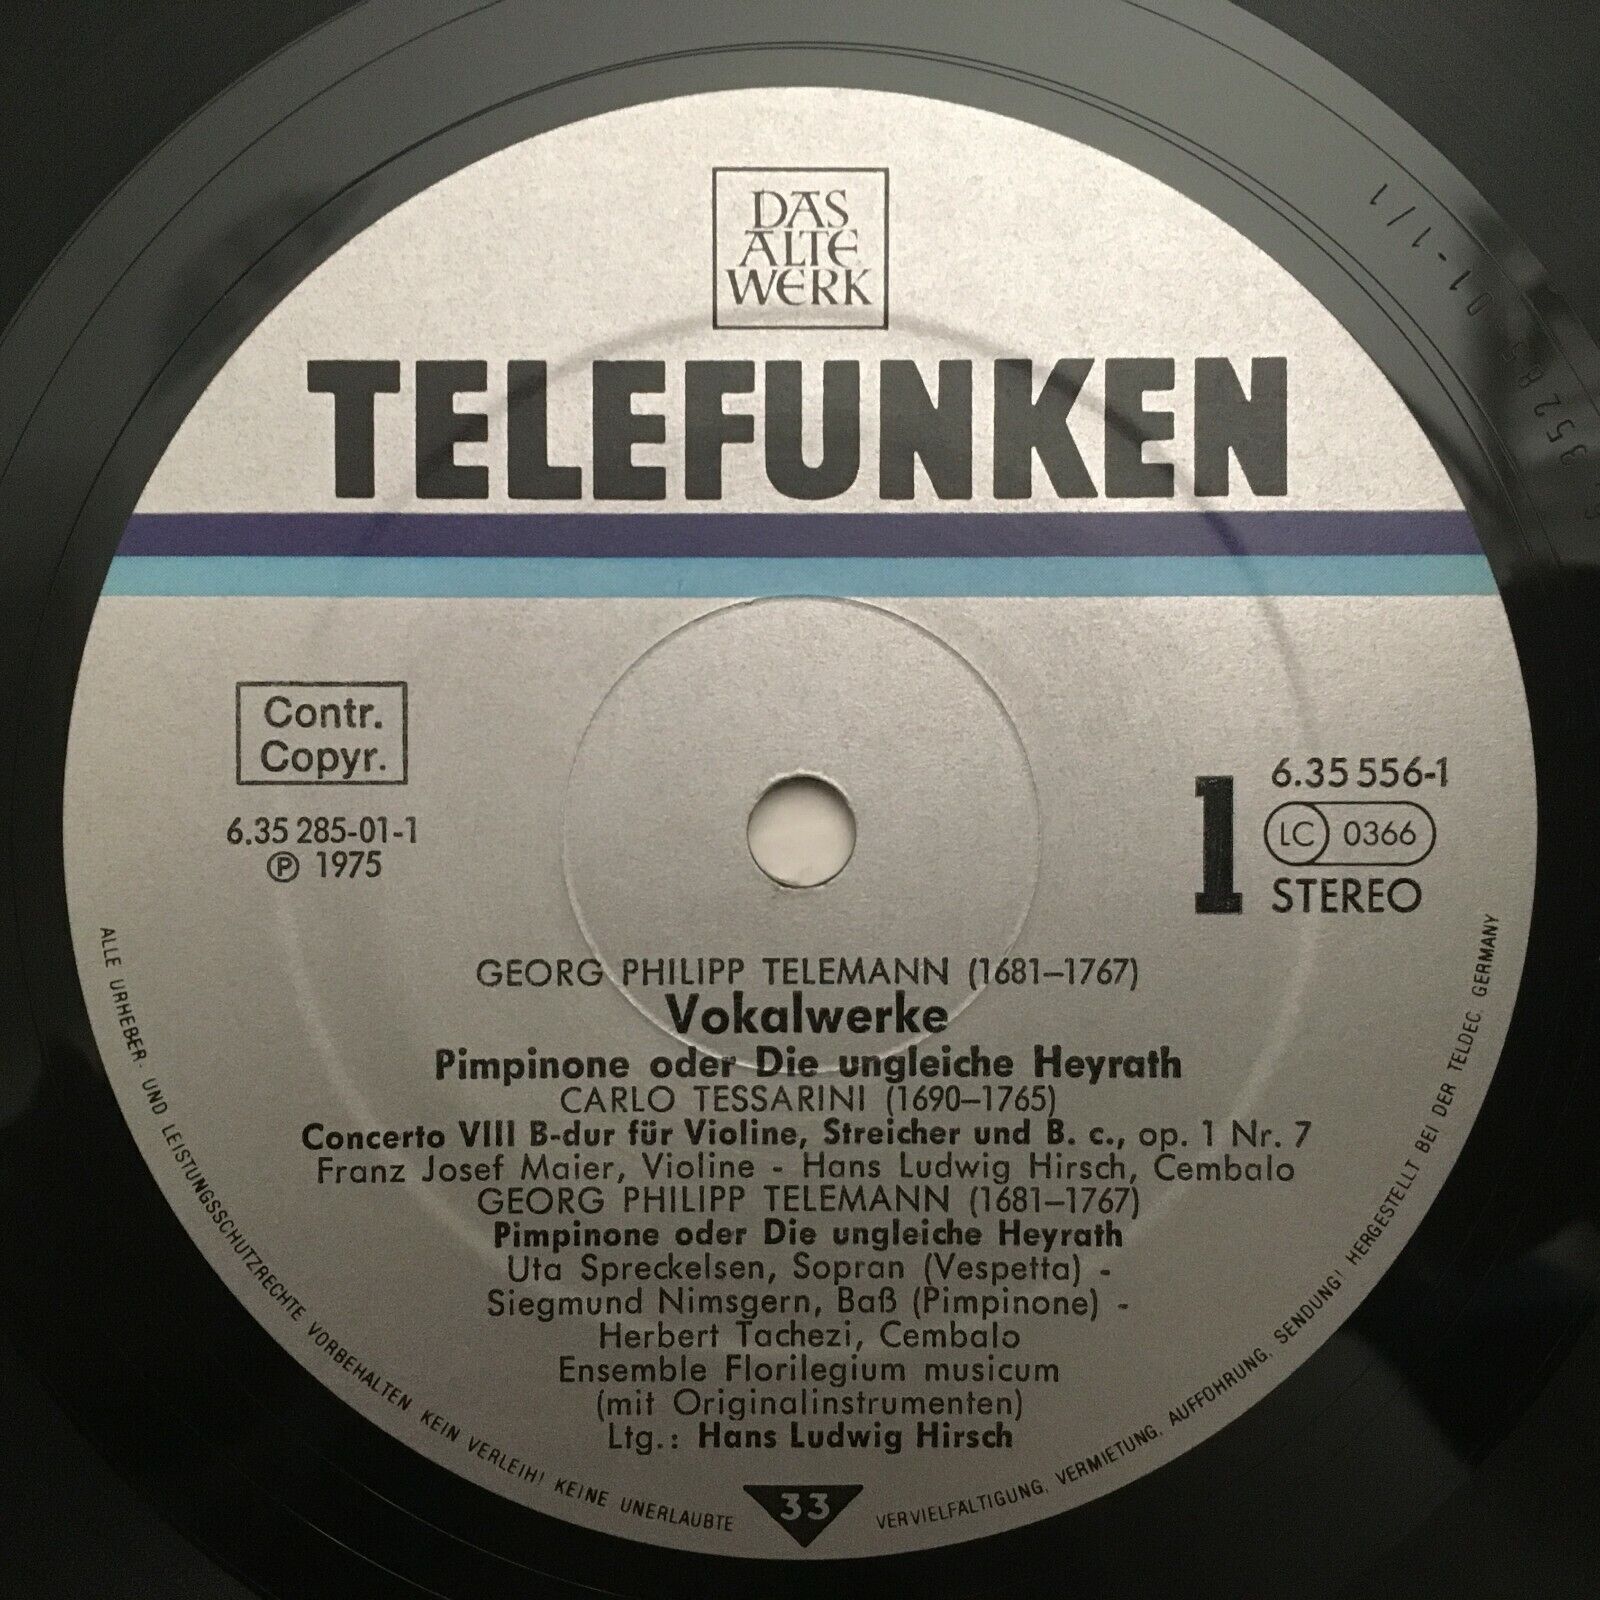 DAS
ALTE
WERK
TELEFUNKEN
Contr.
Copyr.
6.35 285-01-1
Ⓟ 1975
1
6.35 556-1
LC 0366
STEREO
GEORG PHILIPP TELEMANN (1681–1767)
Vokalwerke
Pimpinone oder Die ungleiche Heyrath
CARLO TESSARINI (1690–1765)
Concerto VIII B-dur für Violine, Streicher und B. c., op. 1 Nr. 7
Franz Josef Maier, Violine - Hans Ludwig Hirsch, Cembalo
GEORG PHILIPP TELEMANN (1681–1767)
Pimpinone oder Die ungleiche Heyrath
Uta Spreckelsen, Sopran (Vespetta) -
Siegmund Nimsgern, Baß (Pimpinone) -
Herbert Tachezi, Cembalo
Ensemble Florilegium musicum
(mit Originalinstrumenten)
Ltg.: Hans Ludwig Hirsch
33
ALLE URHEBER- UND LEISTUNGSSCHUTZRECHTE VORBEHALTEN KEIN VERLEIH! KEINE UNERLAUBTE VERVIELFÄLTIGUNG, VERMIETUNG, AUFFÜHRUNG, SENDUNG! HERGESTELLT BEI DER TELDEC GERMANY
35285 01-1/1